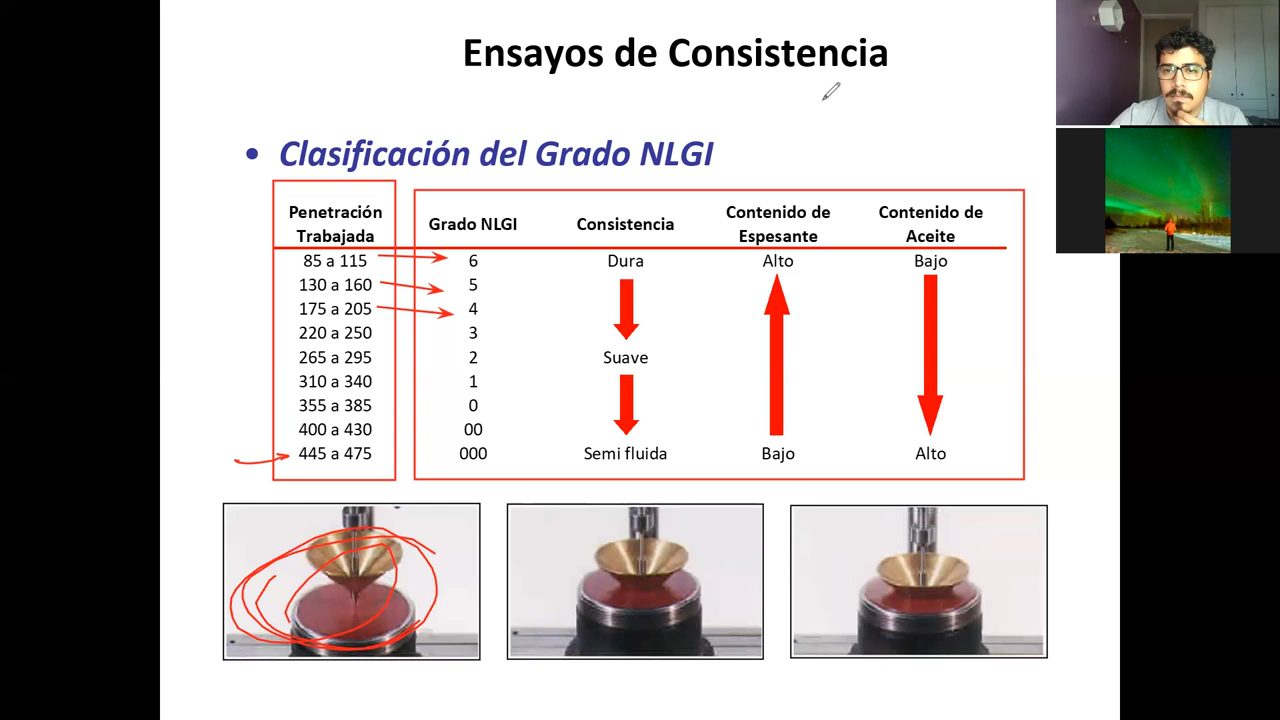 Ensayos de Consistencia
• Clasificación del Grado NLGI
Penetración Trabajada Grado NLGI Consistencia Contenido de Espesante Contenido de Aceite
85 a 115 6 Dura Alto Bajo
130 a 160 5
175 a 205 4
220 a 250 3
265 a 295 2 Suave
310 a 340 1
355 a 385 0
400 a 430 00
445 a 475 000 Semi fluida Bajo Alto